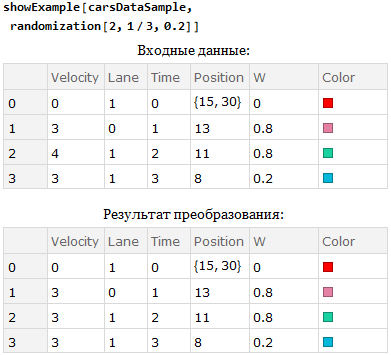 showExample[carsDataSample,
randomization[2, 1 / 3, 0.2]]
Входные данные:
Velocity Lane Time Position W Color
0 0 1 0 {15, 30} 0
1 3 0 1 13 0.8
2 4 1 2 11 0.8
3 3 1 3 8 0.2
Результат преобразования:
Velocity Lane Time Position W Color
0 0 1 0 {15, 30} 0
1 3 0 1 13 0.8
2 3 1 2 11 0.8
3 3 1 3 8 0.2